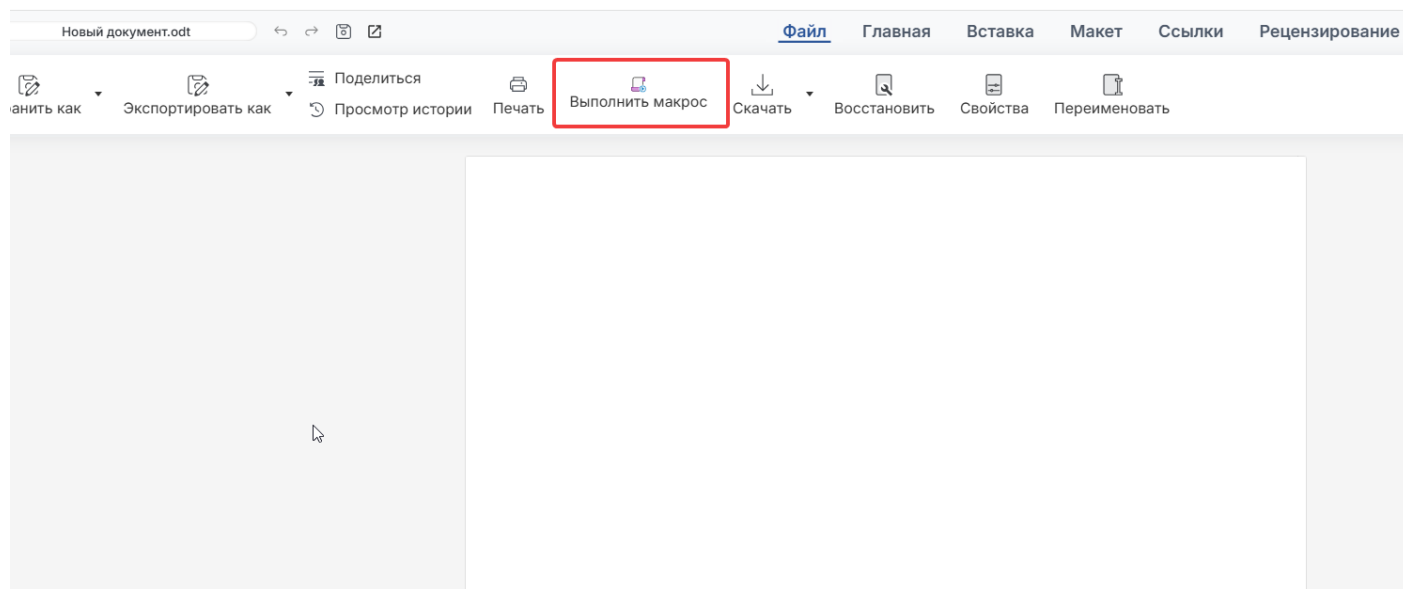 Новый документ.odt
Файл Главная Вставка Макет Ссылки Рецензирование
Поделиться
анить как Экспортировать как Просмотр истории Печать Выполнить макрос Скачать Восстановить Свойства Переименовать